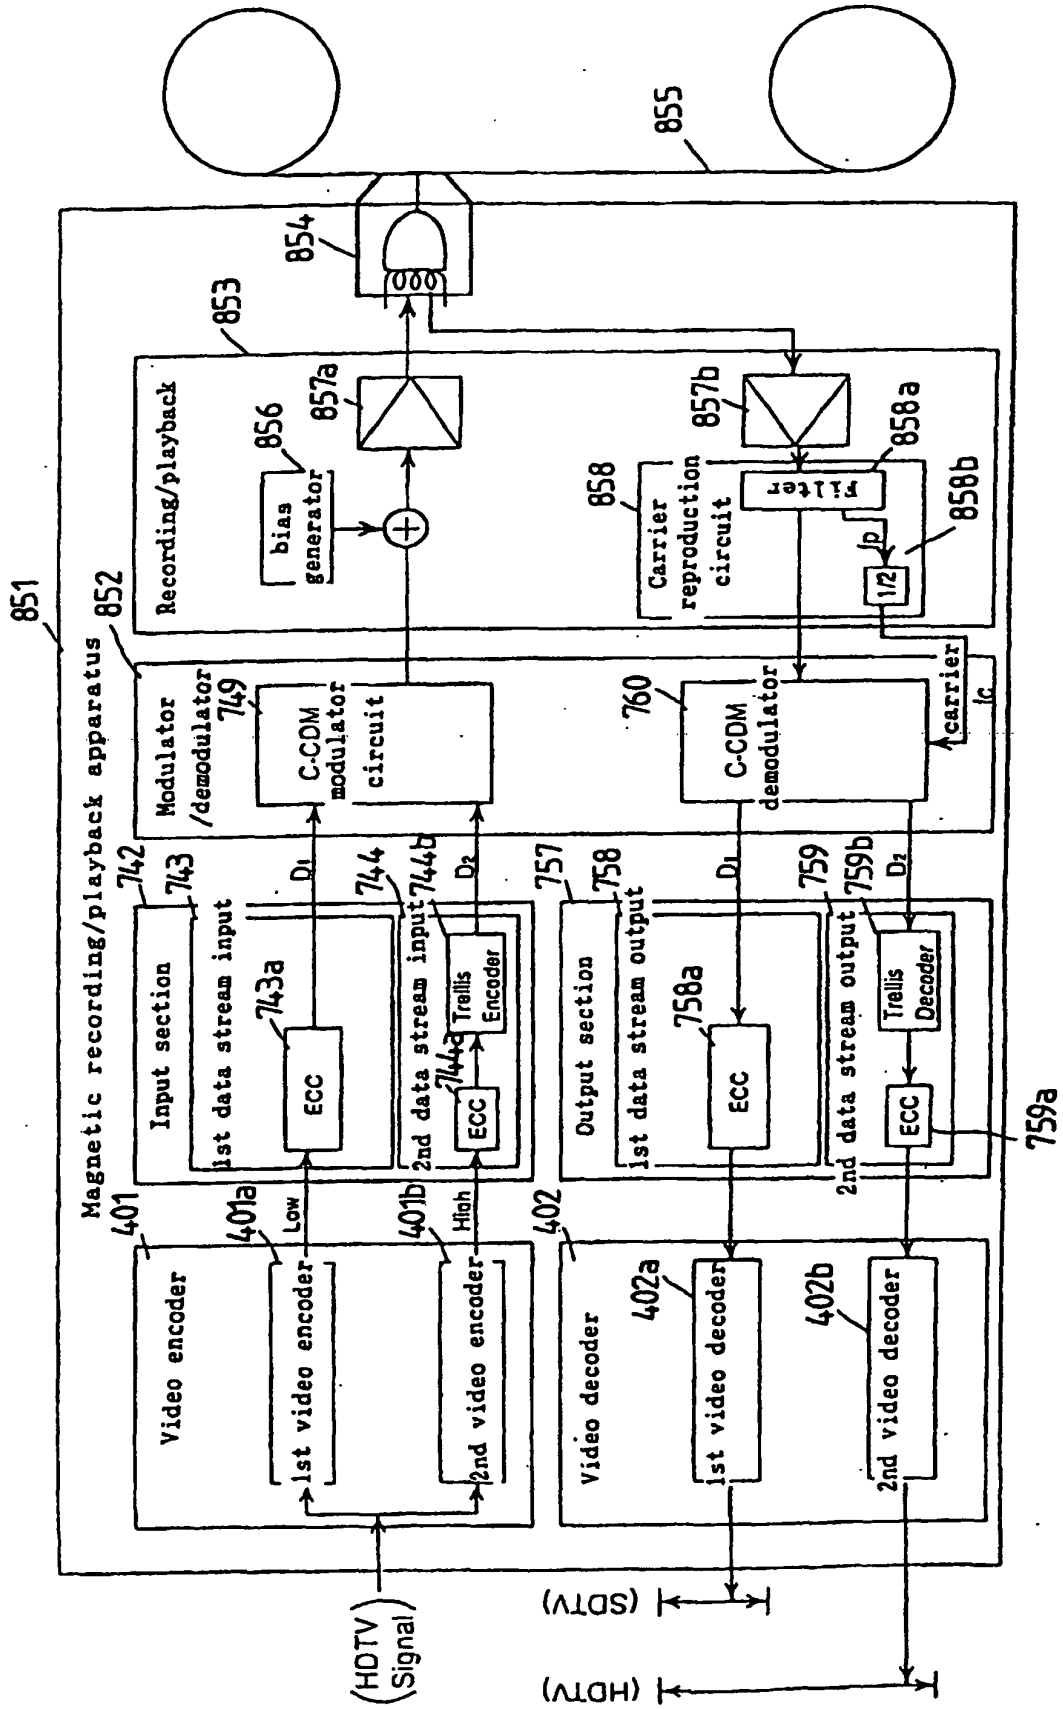 Magnetic recording/playback apparatus
851
401
Video encoder
401a
1st video encoder
Low
401b
2nd video encoder
High
(HDTV
Signal)
742
Input section
743
1st data stream input
743a
ECC
D1
744
2nd data stream input
744a
ECC
744b
Trellis
Encoder
D2
852
Modulator
/demodulator
749
C-CDM
modulator
circuit
853
Recording/playback
856
bias
generator
857a
854
855
402
Video decoder
402a
1st video decoder
402b
2nd video decoder
(SDTV)
(HDTV)
757
Output section
758
1st data stream output
758a
ECC
D1
759
2nd data stream output
759a
ECC
759b
Trellis
Decoder
D2
760
C-CDM
demodulator
carrier
fc
858
Carrier
reproduction
circuit
857b
Filter
858a
fp
1/2
858b